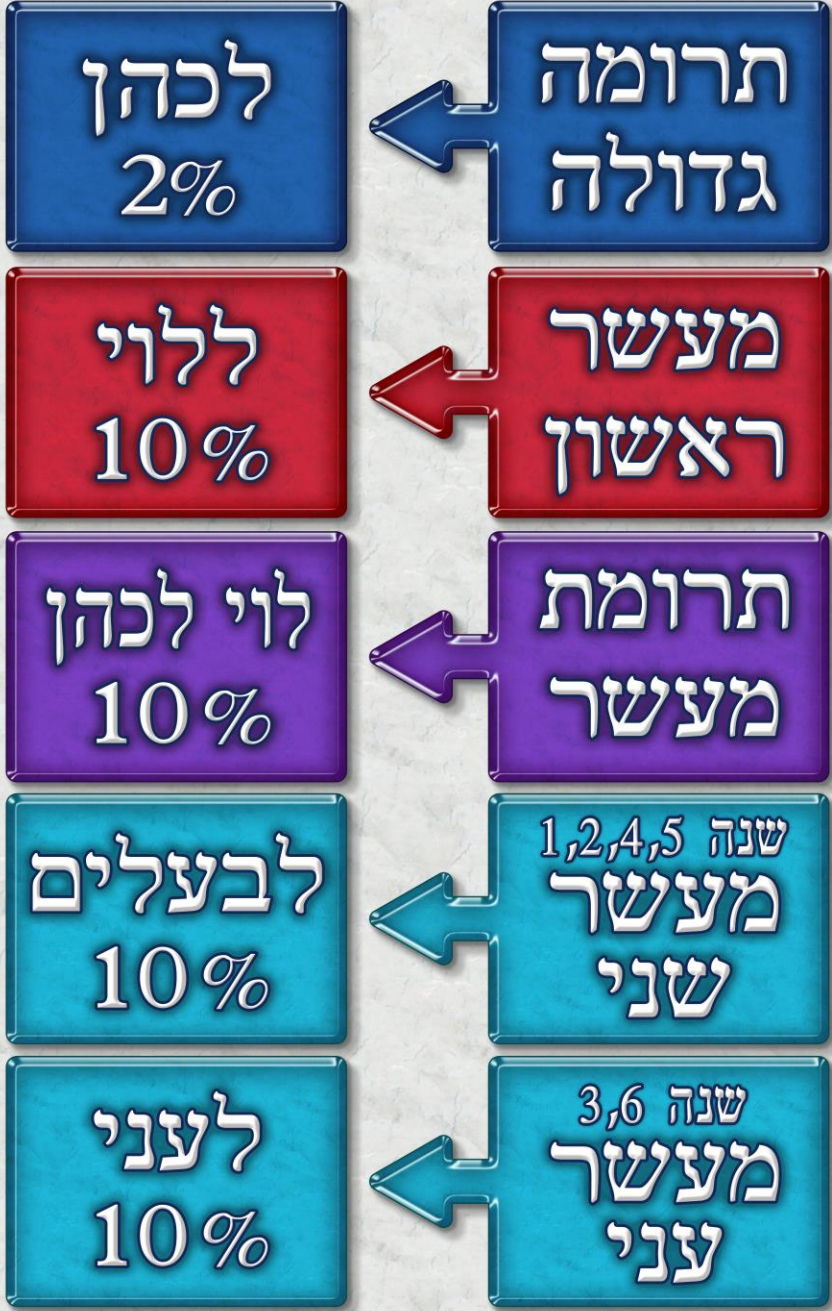 תרומה
גדולה
לכהן
2%
מעשר
ראשון
ללוי
10%
תרומת
מעשר
לוי לכהן
10%
שנה 1,2,4,5
מעשר
שני
לבעלים
10%
שנה 3,6
מעשר
עני
לעני
10%